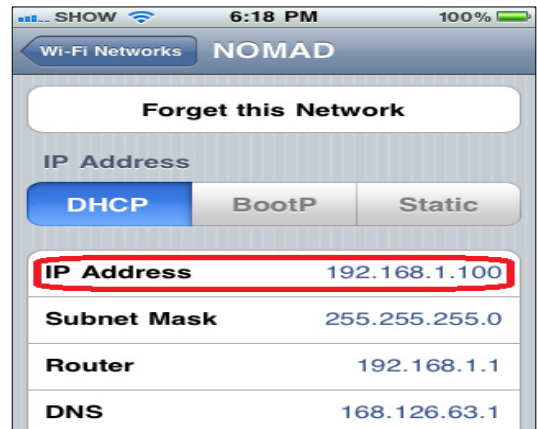 SHOW 6:18 PM 100%
Wi-Fi Networks NOMAD
Forget this Network
IP Address
DHCP BootP Static
IP Address 192.168.1.100
Subnet Mask 255.255.255.0
Router 192.168.1.1
DNS 168.126.63.1